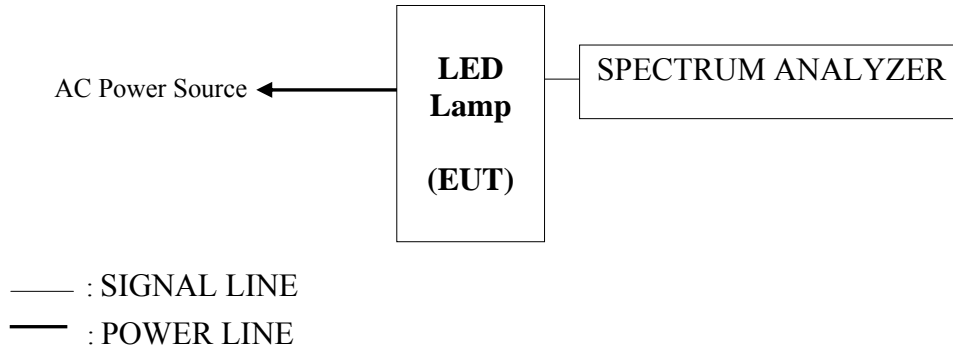 LED
Lamp
(EUT)
SPECTRUM ANALYZER
AC Power Source
: SIGNAL LINE
: POWER LINE